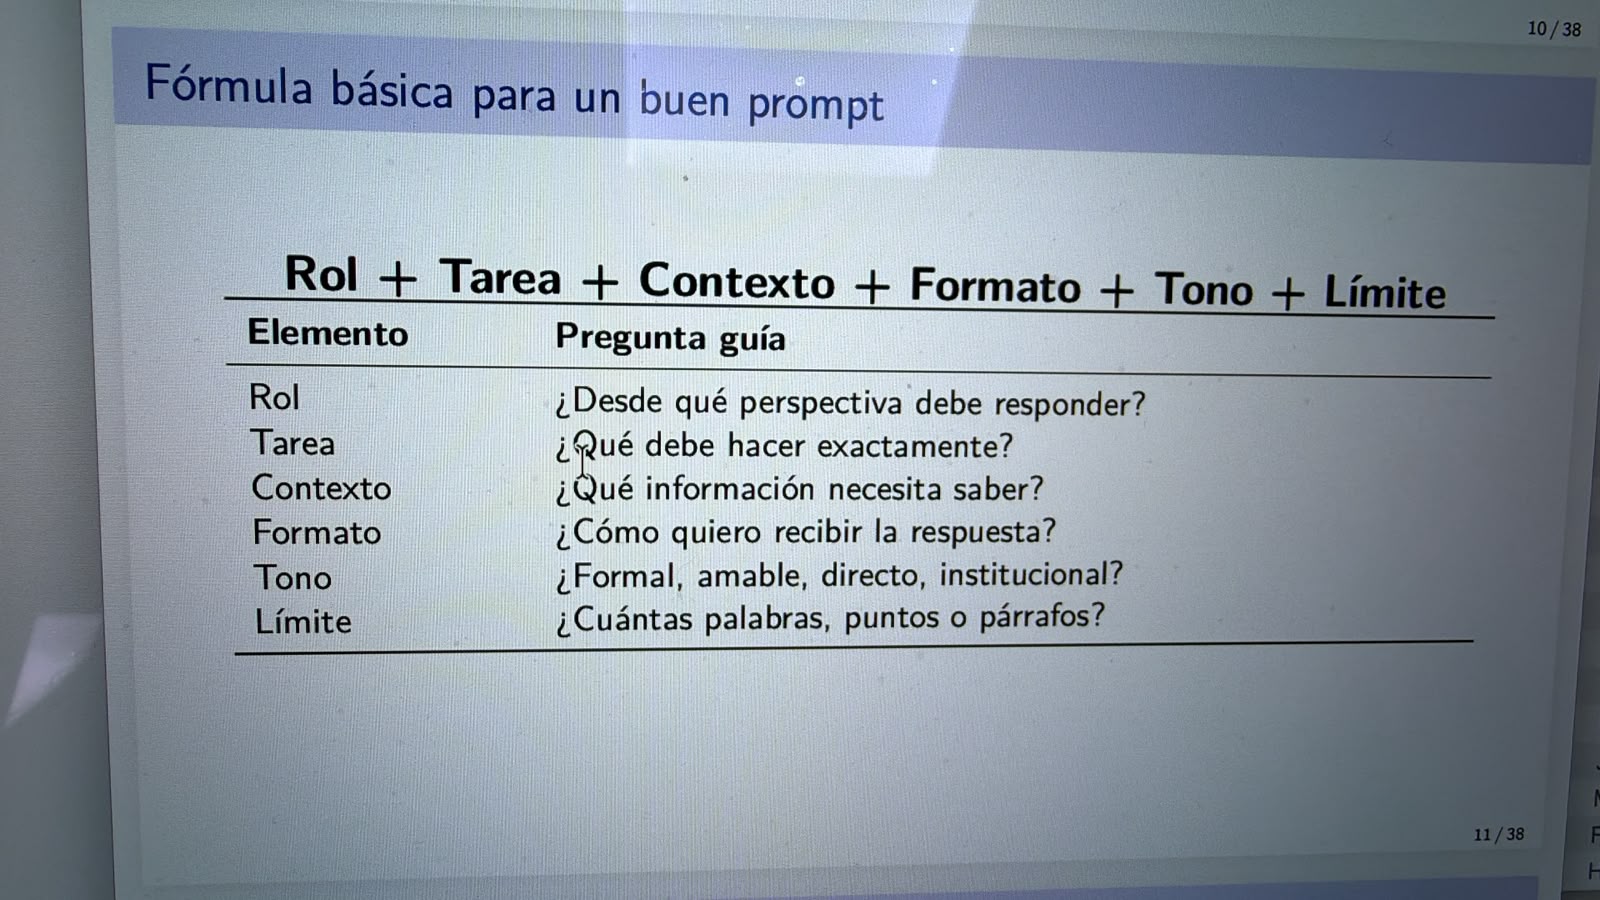 10 / 38
Fórmula básica para un buen prompt
Rol + Tarea + Contexto + Formato + Tono + Límite
Elemento Pregunta guía
Rol ¿Desde qué perspectiva debe responder?
Tarea ¿Qué debe hacer exactamente?
Contexto ¿Qué información necesita saber?
Formato ¿Cómo quiero recibir la respuesta?
Tono ¿Formal, amable, directo, institucional?
Límite ¿Cuántas palabras, puntos o párrafos?
11 / 38